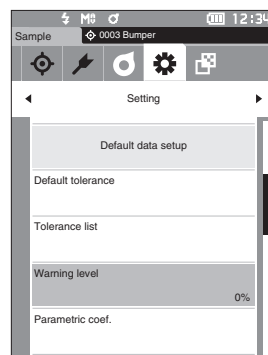 12:34
Sample
0003 Bumper
Setting
Default data setup
Default tolerance
Tolerance list
Warning level
0%
Parametric coef.